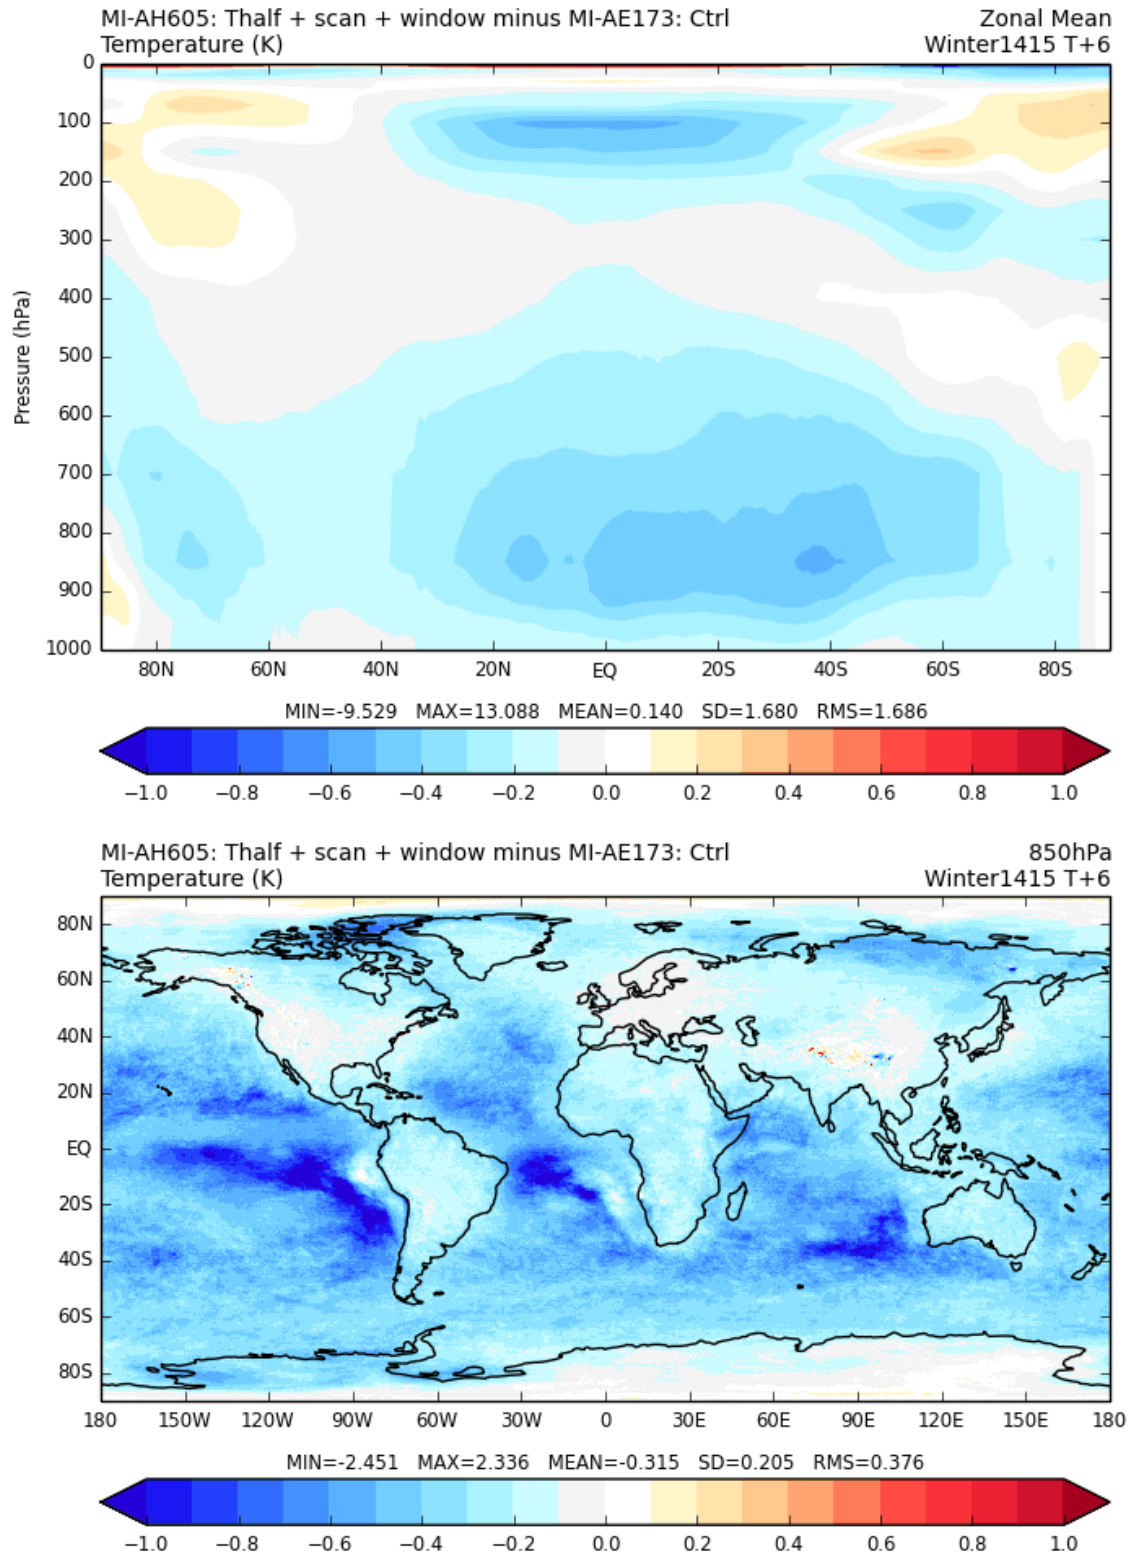 MI-AH605: Thalf + scan + window minus MI-AE173: Ctrl Zonal Mean
Temperature (K) Winter1415 T+6
0
100
200
300
400
500
600
700
800
900
1000
Pressure (hPa)
80N 60N 40N 20N EQ 20S 40S 60S 80S
MIN=-9.529 MAX=13.088 MEAN=0.140 SD=1.680 RMS=1.686
−1.0 −0.8 −0.6 −0.4 −0.2 0.0 0.2 0.4 0.6 0.8 1.0
MI-AH605: Thalf + scan + window minus MI-AE173: Ctrl 850hPa
Temperature (K) Winter1415 T+6
80N
60N
40N
20N
EQ
20S
40S
60S
80S
180 150W 120W 90W 60W 30W 0 30E 60E 90E 120E 150E 180
MIN=-2.451 MAX=2.336 MEAN=-0.315 SD=0.205 RMS=0.376
−1.0 −0.8 −0.6 −0.4 −0.2 0.0 0.2 0.4 0.6 0.8 1.0